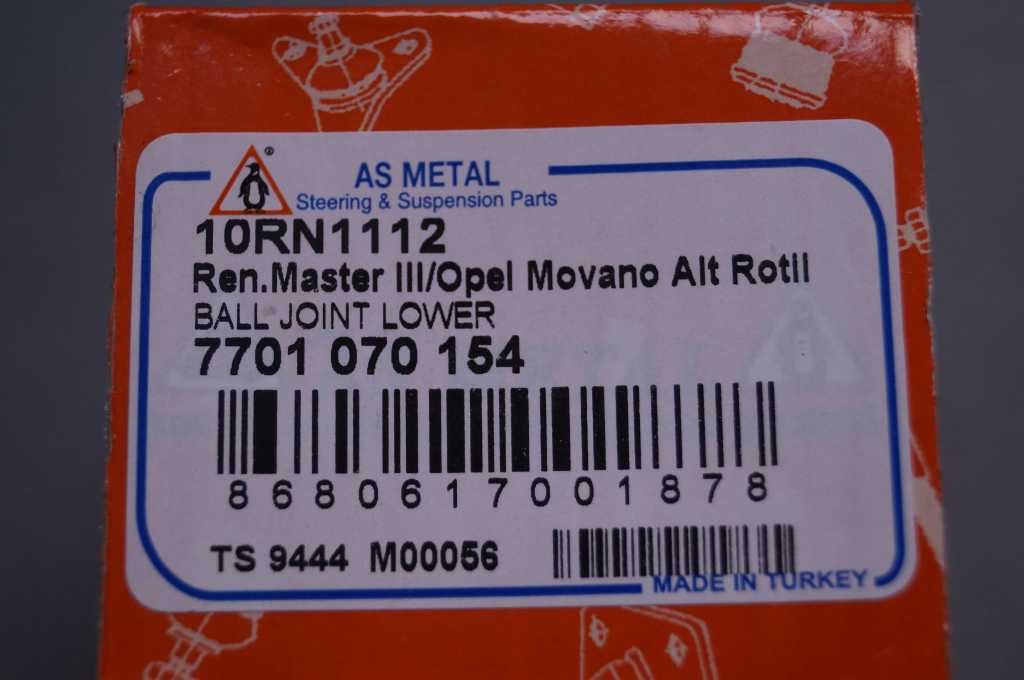 AS METAL
Steering & Suspension Parts
10RN1112
Ren.Master III/Opel Movano Alt Rotil
BALL JOINT LOWER
7701 070 154
8680617001878
TS 9444 M00056
MADE IN TURKEY